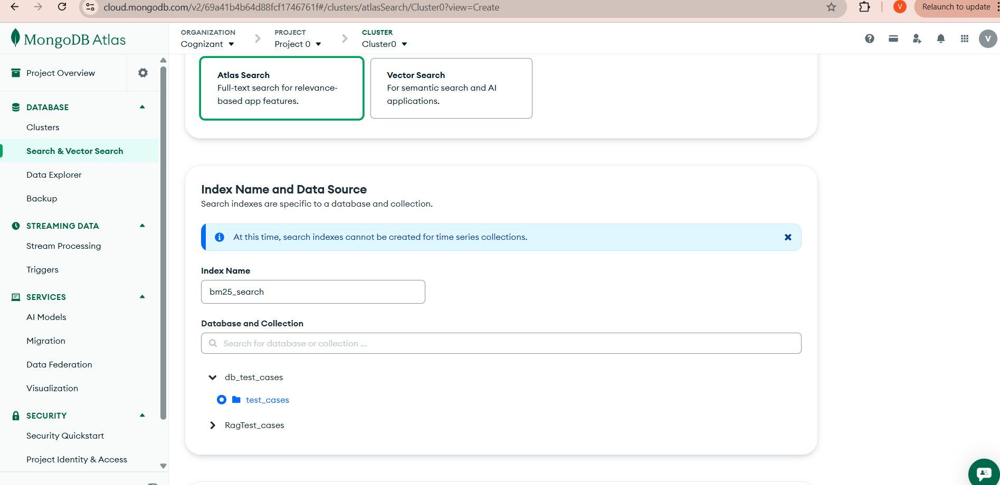 cloud.mongodb.com/v2/69a41b4b64d88fcf1746761f#/clusters/atlasSearch/Cluster0?view=Create
V
Relaunch to update
MongoDB Atlas
ORGANIZATION
Cognizant
PROJECT
Project 0
CLUSTER
Cluster0
V
Project Overview
DATABASE
Clusters
Search & Vector Search
Data Explorer
Backup
STREAMING DATA
Stream Processing
Triggers
SERVICES
AI Models
Migration
Data Federation
Visualization
SECURITY
Security Quickstart
Project Identity & Access
Atlas Search
Full-text search for relevance-
based app features.
Vector Search
For semantic search and AI
applications.
Index Name and Data Source
Search indexes are specific to a database and collection.
At this time, search indexes cannot be created for time series collections.
Index Name
bm25_search
Database and Collection
Search for database or collection ...
db_test_cases
test_cases
RagTest_cases